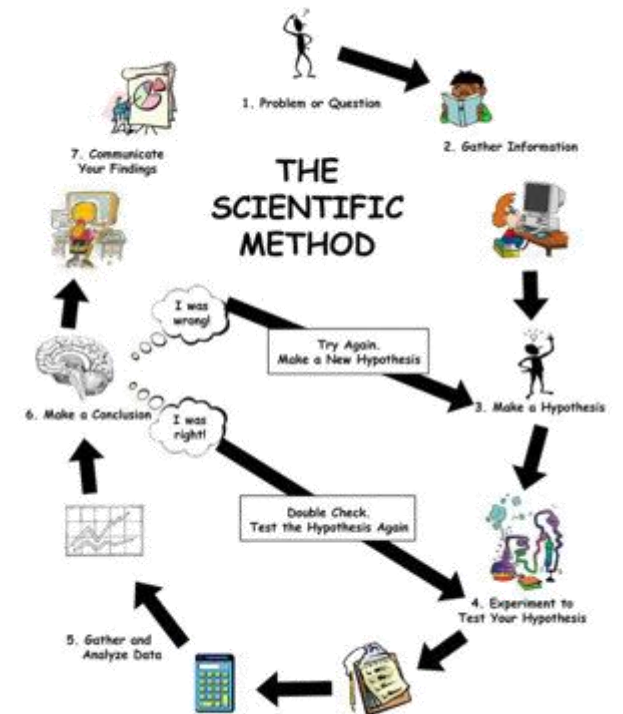 1. Problem or Question
2. Gather Information
7. Communicate
Your Findings
THE
SCIENTIFIC
METHOD
I was
wrong!
Try Again.
Make a New Hypothesis
3. Make a Hypothesis
6. Make a Conclusion
I was
right!
Double Check.
Test the Hypothesis Again
4. Experiment to
Test Your Hypothesis
5. Gather and
Analyze Data